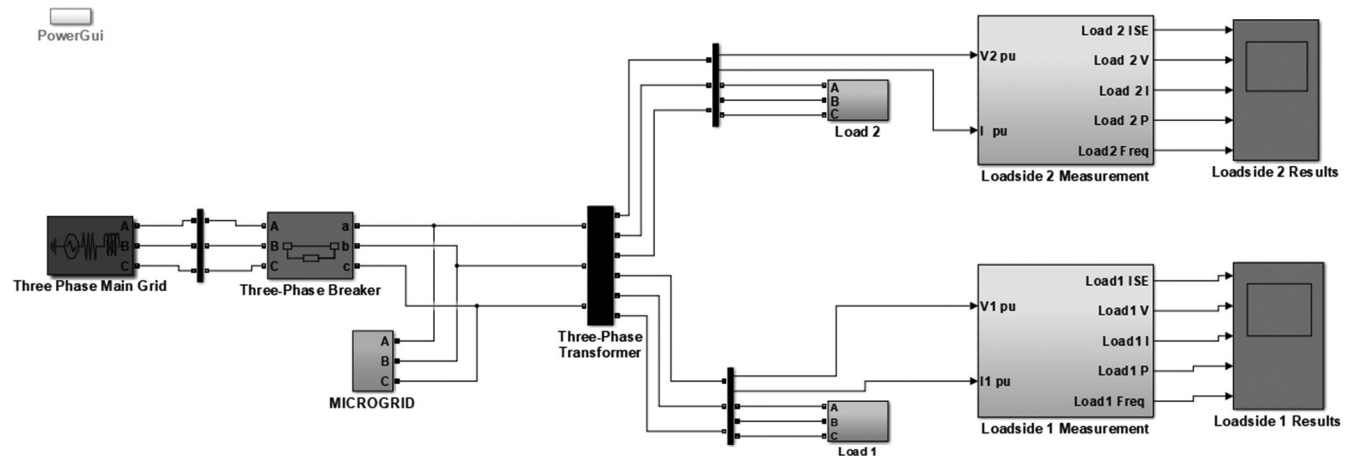 PowerGui
A
B
C
Three Phase Main Grid
A
B
C
a
b
c
Three-Phase Breaker
A
B
C
MICROGRID
Three-Phase
Transformer
A
B
C
Load 2
V2 pu
I pu
Load 2 ISE
Load 2 V
Load 2 I
Load 2 P
Load2 Freq
Loadside 2 Measurement
Loadside 2 Results
A
B
C
Load 1
V1 pu
I1 pu
Load1 ISE
Load1 V
Load1 I
Load1 P
Load1 Freq
Loadside 1 Measurement
Loadside 1 Results